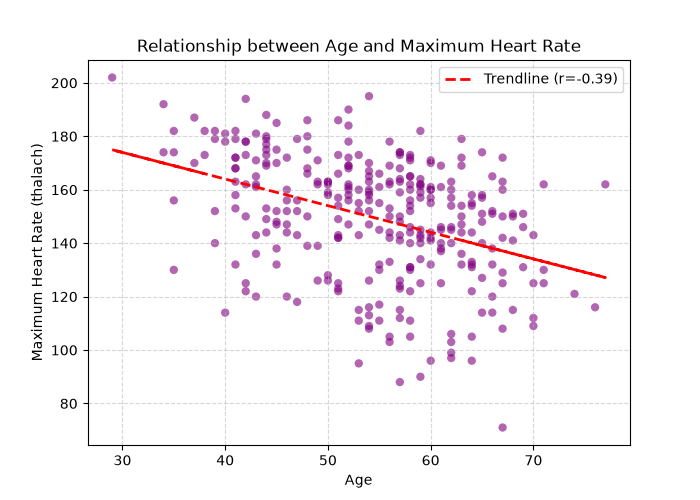 Relationship between Age and Maximum Heart Rate
Trendline (r=-0.39)
Maximum Heart Rate (thalach)
200
180
160
140
120
100
80
30 40 50 60 70
Age